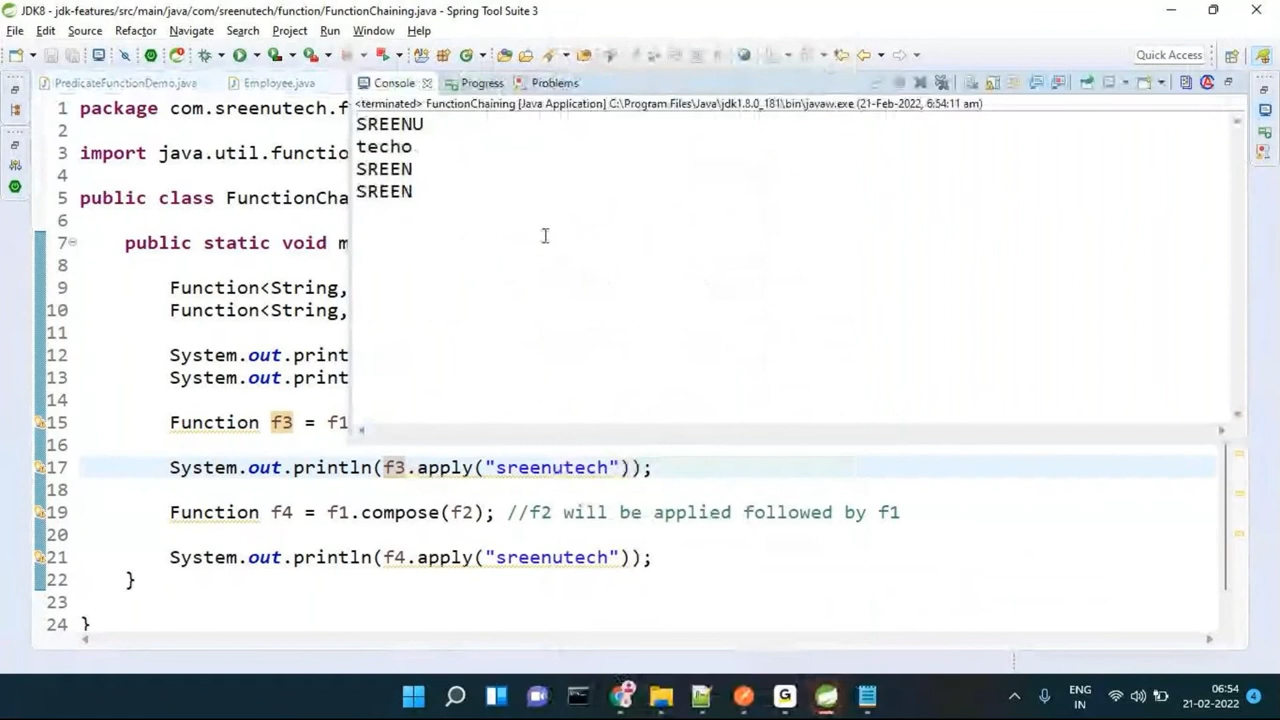 JDK8 - jdk-features/src/main/java/com/sreenutech/function/FunctionChaining.java - Spring Tool Suite 3
File Edit Source Refactor Navigate Search Project Run Window Help
Quick Access
PredicateFunctionDemo.java Employee.java Console Progress Problems
<terminated> FunctionChaining [Java Application] C:\Program Files\Java\jdk1.8.0_181\bin\javaw.exe (21-Feb-2022, 6:54:11 am)
SREENU
techo
SREEN
SREEN
1 package com.sreenutech.f
2
3 import java.util.functio
4
5 public class FunctionCha
6
7 public static void m
8
9 Function<String,
10 Function<String,
11
12 System.out.print
13 System.out.print
14
15 Function f3 = f1
16
17 System.out.println(f3.apply("sreenutech"));
18
19 Function f4 = f1.compose(f2); //f2 will be applied followed by f1
20
21 System.out.println(f4.apply("sreenutech"));
22 }
23
24 }
ENG
IN
06:54
21-02-2022
4